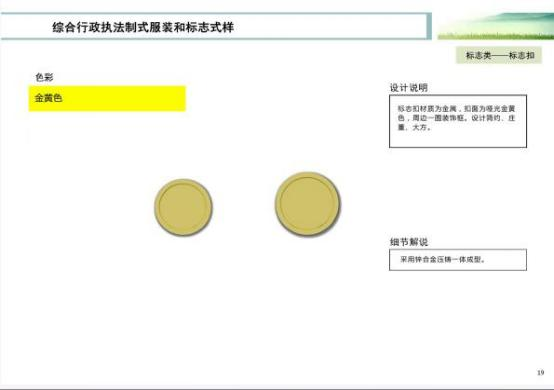 综合行政执法制式服装和标志式样
标志类——标志扣
色彩
金黄色
设计说明
标志扣材质为金属，扣面为哑光金黄
色，周边一圈装饰框。设计简约、庄
重、大方。
细节解说
采用锌合金压铸一体成型。
19